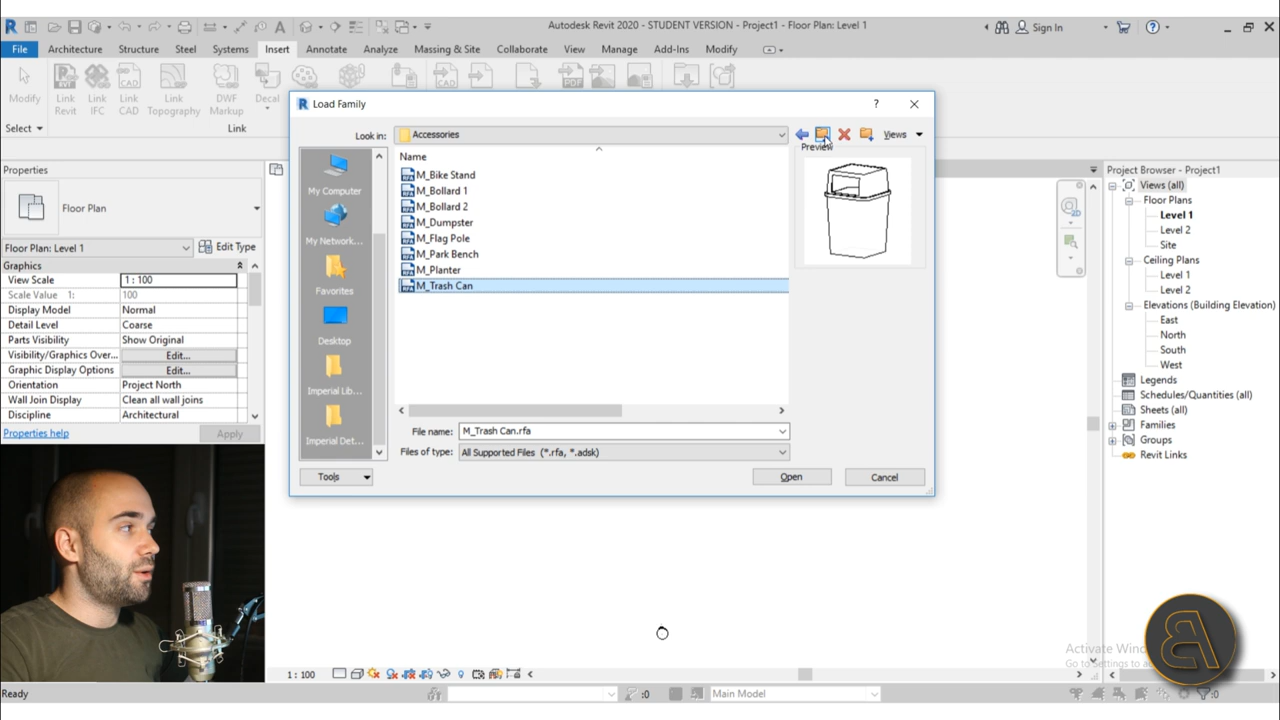 Autodesk Revit 2020 - STUDENT VERSION - Project1 - Floor Plan: Level 1
Sign In
File
Architecture
Structure
Steel
Systems
Insert
Annotate
Analyze
Massing & Site
Collaborate
View
Manage
Add-Ins
Modify
Modify
Link
Revit
Link
IFC
Link
CAD
Link
Topography
DWF
Markup
Decal
Select
Link
Load Family
Look in:
Accessories
Views
Preview
Name
M_Bike Stand
M_Bollard 1
M_Bollard 2
M_Dumpster
M_Flag Pole
M_Park Bench
M_Planter
M_Trash Can
My Computer
My Network...
Favorites
Desktop
Imperial Lib...
Imperial Det...
File name:
M_Trash Can.rfa
Files of type:
All Supported Files (*.rfa, *.adsk)
Tools
Open
Cancel
Properties
Floor Plan
Floor Plan: Level 1
Edit Type
Graphics
View Scale
1 : 100
Scale Value 1:
100
Display Model
Normal
Detail Level
Coarse
Parts Visibility
Show Original
Visibility/Graphics Over...
Edit...
Graphic Display Options
Edit...
Orientation
Project North
Wall Join Display
Clean all wall joins
Discipline
Architectural
Properties help
Apply
Project Browser - Project1
Views (all)
Floor Plans
Level 1
Level 2
Site
Ceiling Plans
Level 1
Level 2
Elevations (Building Elevation)
East
North
South
West
Legends
Schedules/Quantities (all)
Sheets (all)
Families
Groups
Revit Links
2D
1 : 100
Activate Wind
Go to Settings to a
Ready
:0
Main Model
:0